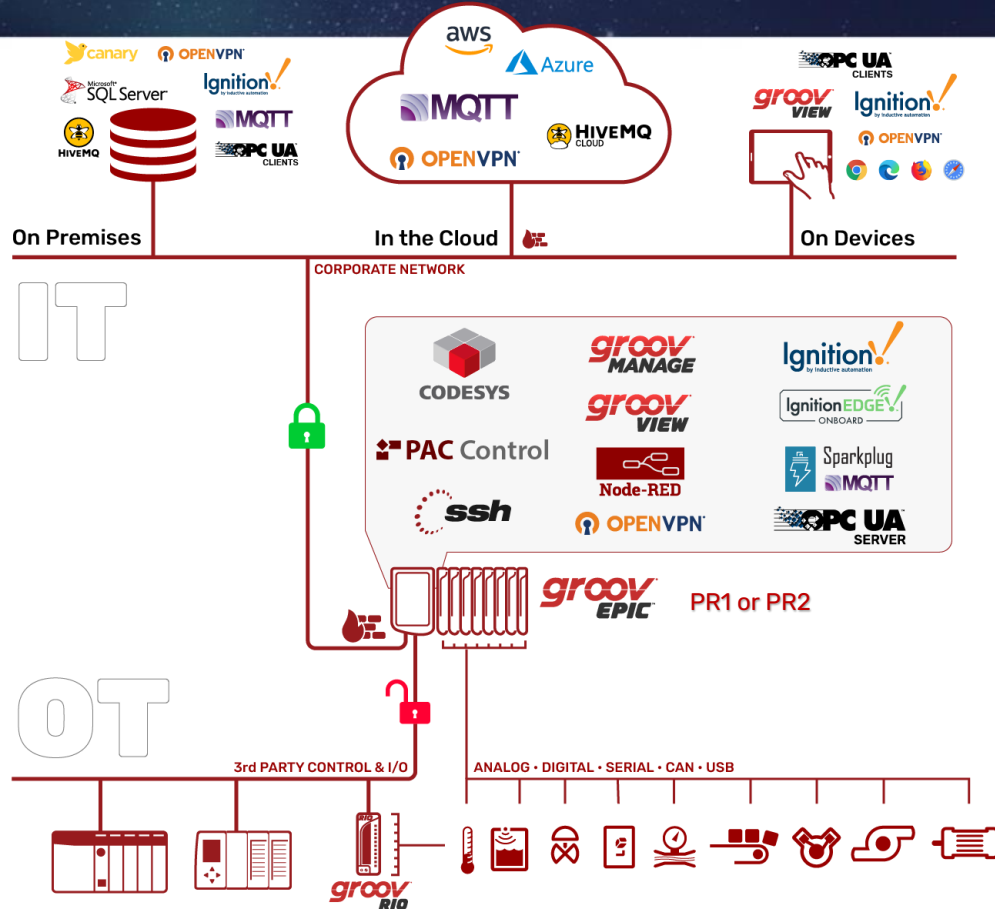 canary
OPENVPN
Microsoft
SQL Server
Ignition!
by inductive automation
MQTT
HIVEMQ
OPC UA
CLIENTS
aws
Azure
MQTT
HIVEMQ
CLOUD
OPENVPN
OPC UA
CLIENTS
groov
VIEW
Ignition!
by inductive automation
OPENVPN
On Premises
In the Cloud
On Devices
CORPORATE NETWORK
IT
CODESYS
groov
MANAGE
Ignition!
by inductive automation
groov
VIEW
Ignition EDGE!
ONBOARD
PAC Control
Node-RED
Sparkplug
MQTT
ssh
OPENVPN
OPC UA
SERVER
groov
EPIC
PR1 or PR2
OT
3rd PARTY CONTROL & I/O
ANALOG • DIGITAL • SERIAL • CAN • USB
RIO
groov
RIO